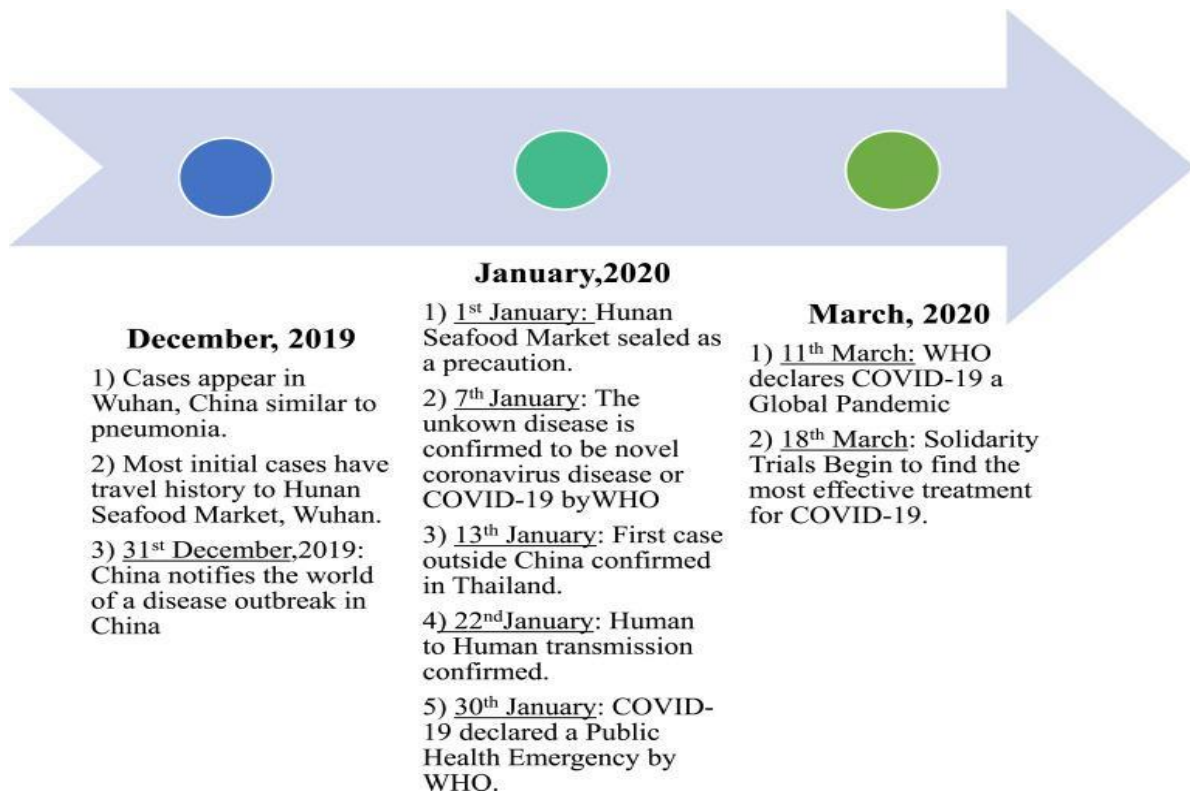 December, 2019
1) Cases appear in
Wuhan, China similar to
pneumonia.
2) Most initial cases have
travel history to Hunan
Seafood Market, Wuhan.
3) 31st December,2019:
China notifies the world
of a disease outbreak in
China
January,2020
1) 1st January: Hunan
Seafood Market sealed as
a precaution.
2) 7th January: The
unkown disease is
confirmed to be novel
coronavirus disease or
COVID-19 byWHO
3) 13th January: First case
outside China confirmed
in Thailand.
4) 22ndJanuary: Human
to Human transmission
confirmed.
5) 30th January: COVID-
19 declared a Public
Health Emergency by
WHO.
March, 2020
1) 11th March: WHO
declares COVID-19 a
Global Pandemic
2) 18th March: Solidarity
Trials Begin to find the
most effective treatment
for COVID-19.